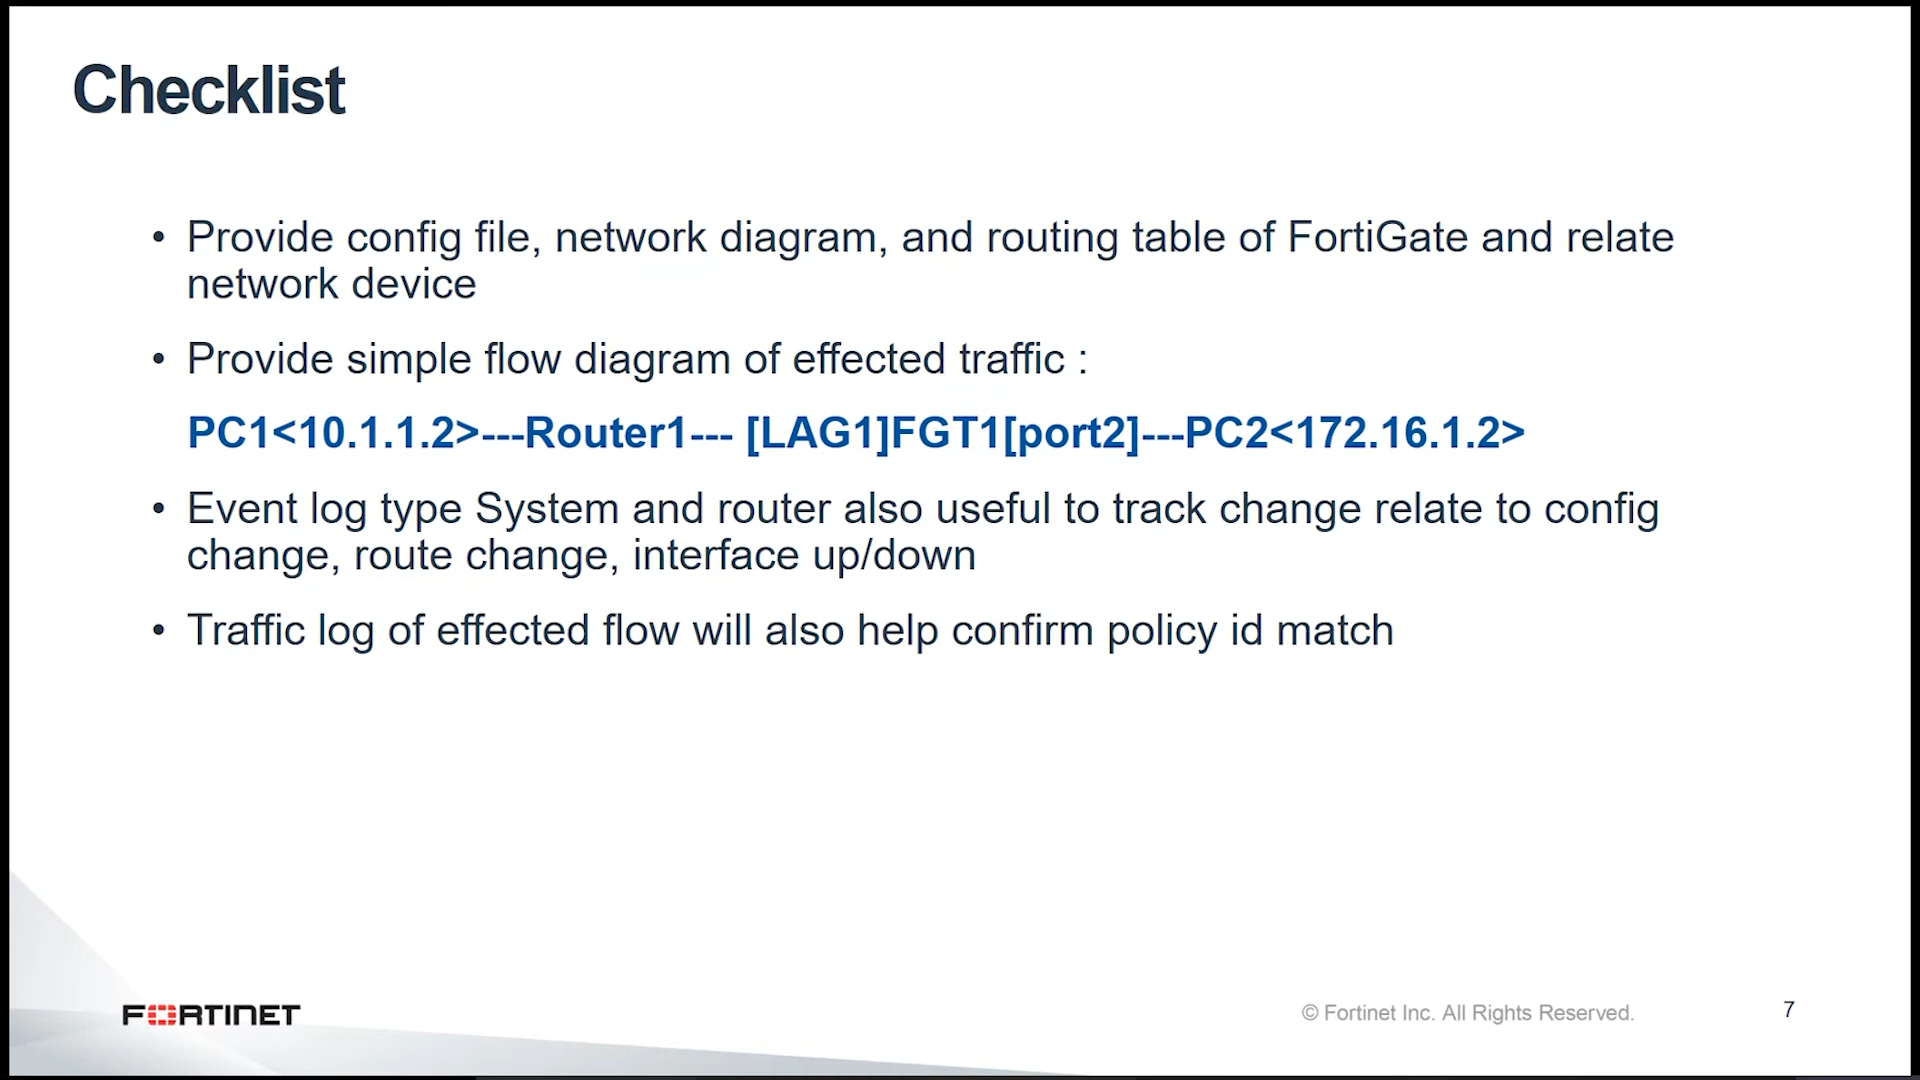 Checklist
• Provide config file, network diagram, and routing table of FortiGate and relate
network device
• Provide simple flow diagram of effected traffic :
PC1<10.1.1.2>---Router1--- [LAG1]FGT1[port2]---PC2<172.16.1.2>
• Event log type System and router also useful to track change relate to config
change, route change, interface up/down
• Traffic log of effected flow will also help confirm policy id match
FORTINET
© Fortinet Inc. All Rights Reserved.
7